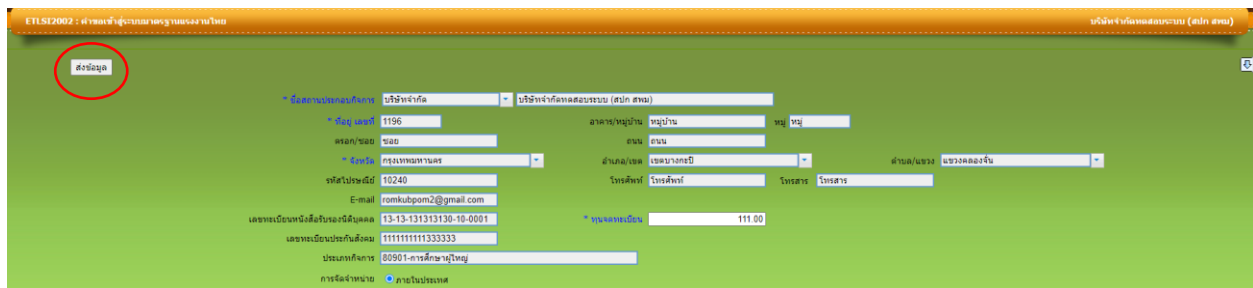 ETLSI2002 : คำขอเข้าสู่ระบบมาตรฐานแรงงานไทย บริษัทจำกัดทดสอบระบบ (สปก สพม)
ส่งข้อมูล
* ชื่อสถานประกอบกิจการ บริษัทจำกัด บริษัทจำกัดทดสอบระบบ (สปก สพม)
* ที่อยู่ เลขที่ 1196 อาคาร/หมู่บ้าน หมู่บ้าน หมู่ หมู่
ตรอก/ซอย ซอย ถนน ถนน
* จังหวัด กรุงเทพมหานคร อำเภอ/เขต เขตบางกะปิ ตำบล/แขวง แขวงคลองจั่น
รหัสไปรษณีย์ 10240 โทรศัพท์ โทรศัพท์ โทรสาร โทรสาร
E-mail romkubpom2@gmail.com
เลขทะเบียนหนังสือรับรองนิติบุคคล 13-13-131313130-10-0001 * ทุนจดทะเบียน 111.00
เลขทะเบียนประกันสังคม 1111111111333333
ประเภทกิจการ 80901-การศึกษาผู้ใหญ่
การจัดจำหน่าย ภายในประเทศ